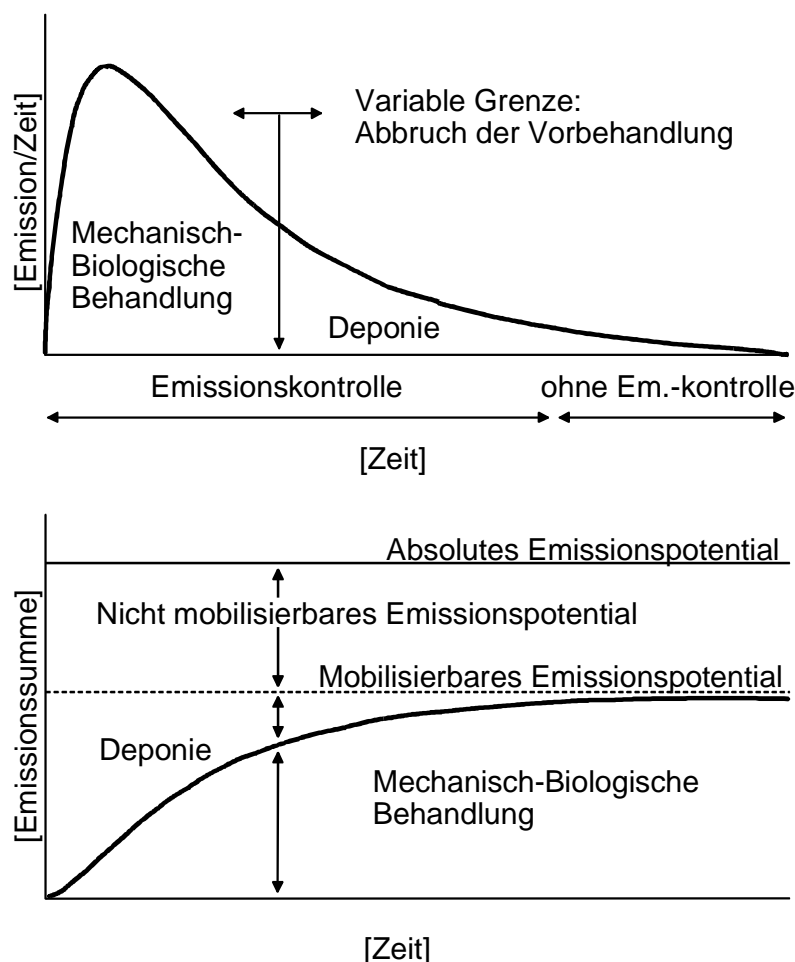 [Emission/Zeit]
Variable Grenze:
Abbruch der Vorbehandlung
Mechanisch-
Biologische
Behandlung
Deponie
Emissionskontrolle
ohne Em.-kontrolle
[Zeit]
[Emissionssumme]
Absolutes Emissionspotential
Nicht mobilisierbares Emissionspotential
Mobilisierbares Emissionspotential
Deponie
Mechanisch-Biologische
Behandlung
[Zeit]